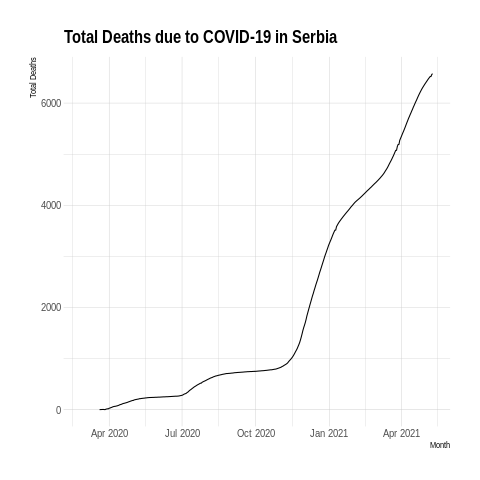 Total Deaths due to COVID-19 in Serbia
Total Deaths
6000
4000
2000
0
Apr 2020 Jul 2020 Oct 2020 Jan 2021 Apr 2021
Month